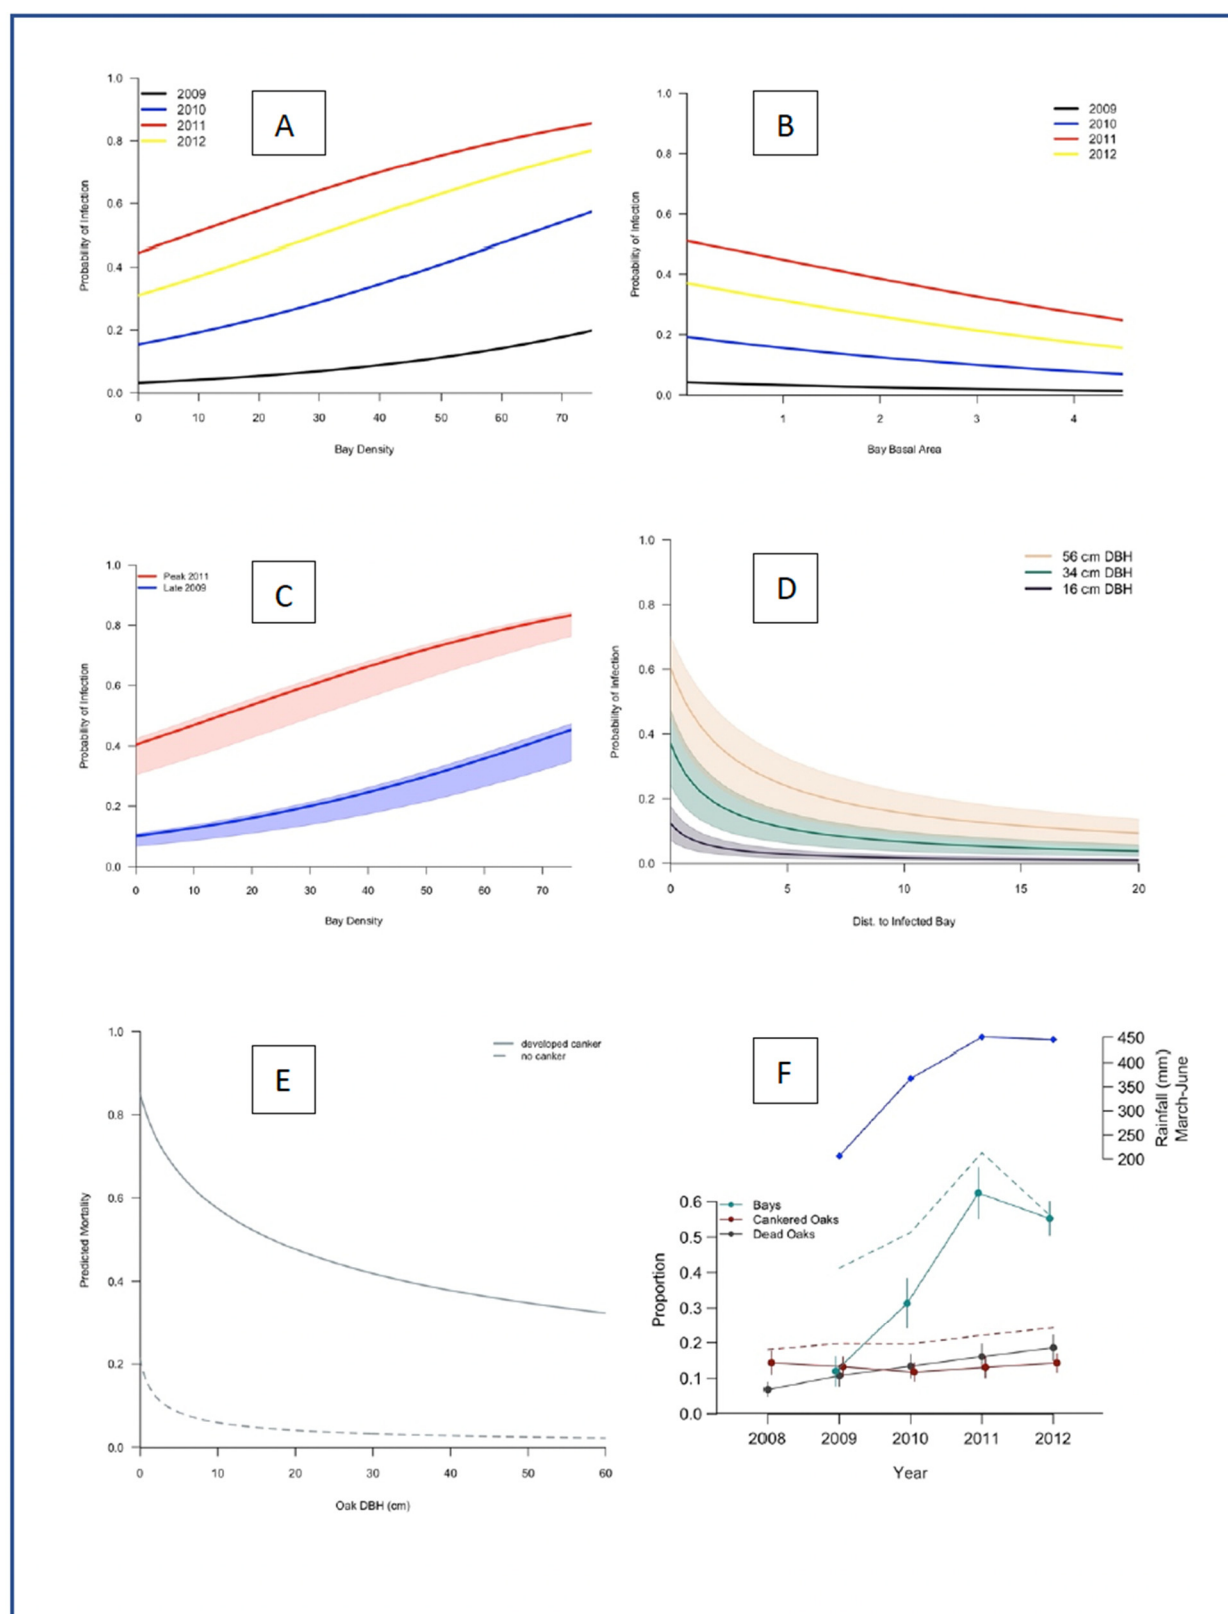 1.0
0.8
0.6
0.4
0.2
0.0
2009
2010
2011
2012
A
Probability of Infection
0 10 20 30 40 50 60 70
Bay Density
1.0
0.8
0.6
0.4
0.2
0.0
B
2009
2010
2011
2012
Probability of Infection
1 2 3 4
Bay Basal Area
1.0
0.8
0.6
0.4
0.2
0.0
Peak 2011
Late 2009
C
Probability of Infection
0 10 20 30 40 50 60 70
Bay Density
1.0
0.8
0.6
0.4
0.2
0.0
D
56 cm DBH
34 cm DBH
16 cm DBH
Probability of Infection
0 5 10 15 20
Dist. to Infected Bay
1.0
0.8
0.6
0.4
0.2
0.0
E
developed canker
no canker
Predicted Mortality
0 10 20 30 40 50 60
Oak DBH (cm)
F
450
400
350
300
250
200
Rainfall (mm)
March-June
0.6
0.5
0.4
0.3
0.2
0.1
0.0
Bays
Cankered Oaks
Dead Oaks
Proportion
2008 2009 2010 2011 2012
Year